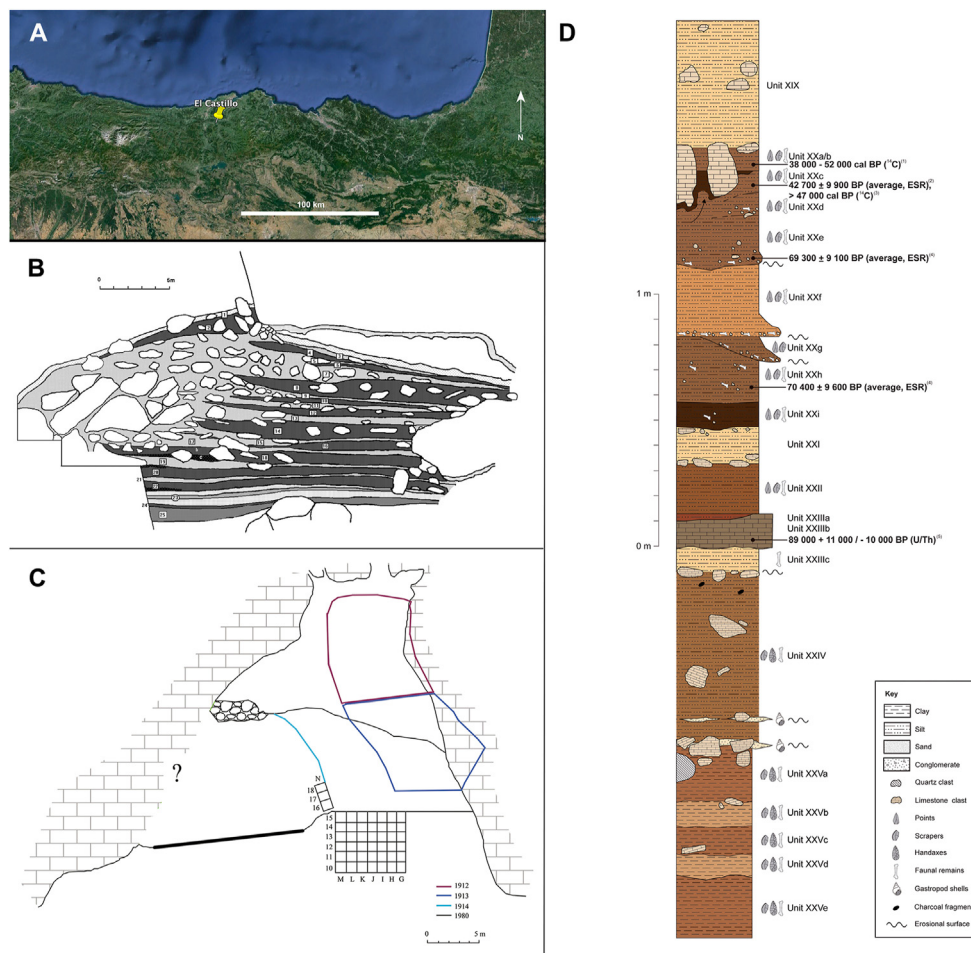 A
El Castillo
N
100 km
B
0 6m
C
?
N
18
17
16
15
14
13
12
11
10
M L K J I H G
1912
1913
1914
1980
0 5 m
D
Unit XIX
Unit XXa/b
38 000 - 52 000 cal BP (¹⁴C)⁽¹⁾
Unit XXc
42 700 ± 9 900 BP (average, ESR),⁽²⁾
> 47 000 cal BP (¹⁴C)⁽³⁾
Unit XXd
Unit XXe
69 300 ± 9 100 BP (average, ESR)⁽⁴⁾
1 m
Unit XXf
Unit XXg
Unit XXh
70 400 ± 9 600 BP (average, ESR)⁽⁴⁾
Unit XXi
Unit XXI
Unit XXII
Unit XXIIIa
Unit XXIIIb
89 000 + 11 000 / - 10 000 BP (U/Th)⁽⁵⁾
0 m
Unit XXIIIc
Unit XXIV
Unit XXVa
Unit XXVb
Unit XXVc
Unit XXVd
Unit XXVe
Key
Clay
Silt
Sand
Conglomerate
Quartz clast
Limestone clast
Points
Scrapers
Handaxes
Faunal remains
Gastropod shells
Charcoal fragmen
Erosional surface